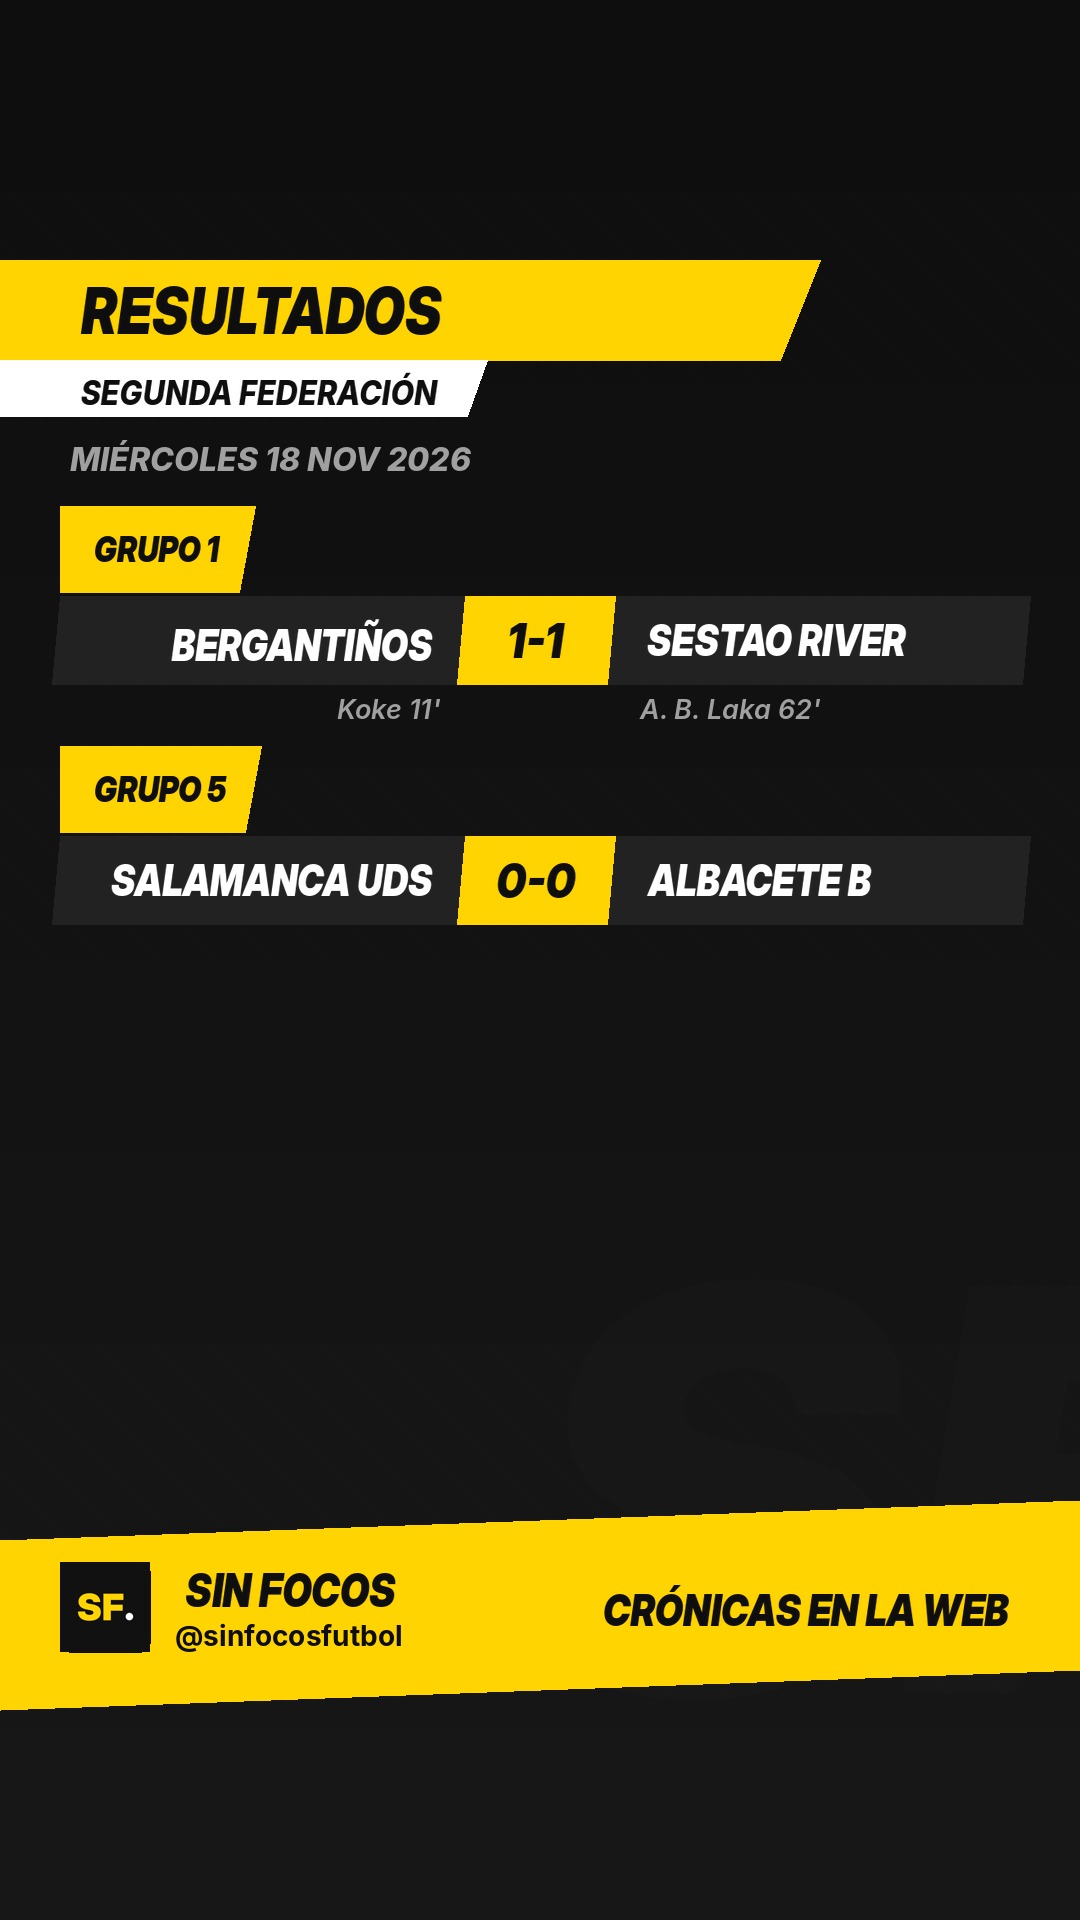 RESULTADOS
SEGUNDA FEDERACIÓN
MIÉRCOLES 18 NOV 2026
GRUPO 1
BERGANTIÑOS 1-1 SESTAO RIVER
Koke 11' A. B. Laka 62'
GRUPO 5
SALAMANCA UDS 0-0 ALBACETE B
SF.
SIN FOCOS
@sinfocosfutbol
CRÓNICAS EN LA WEB